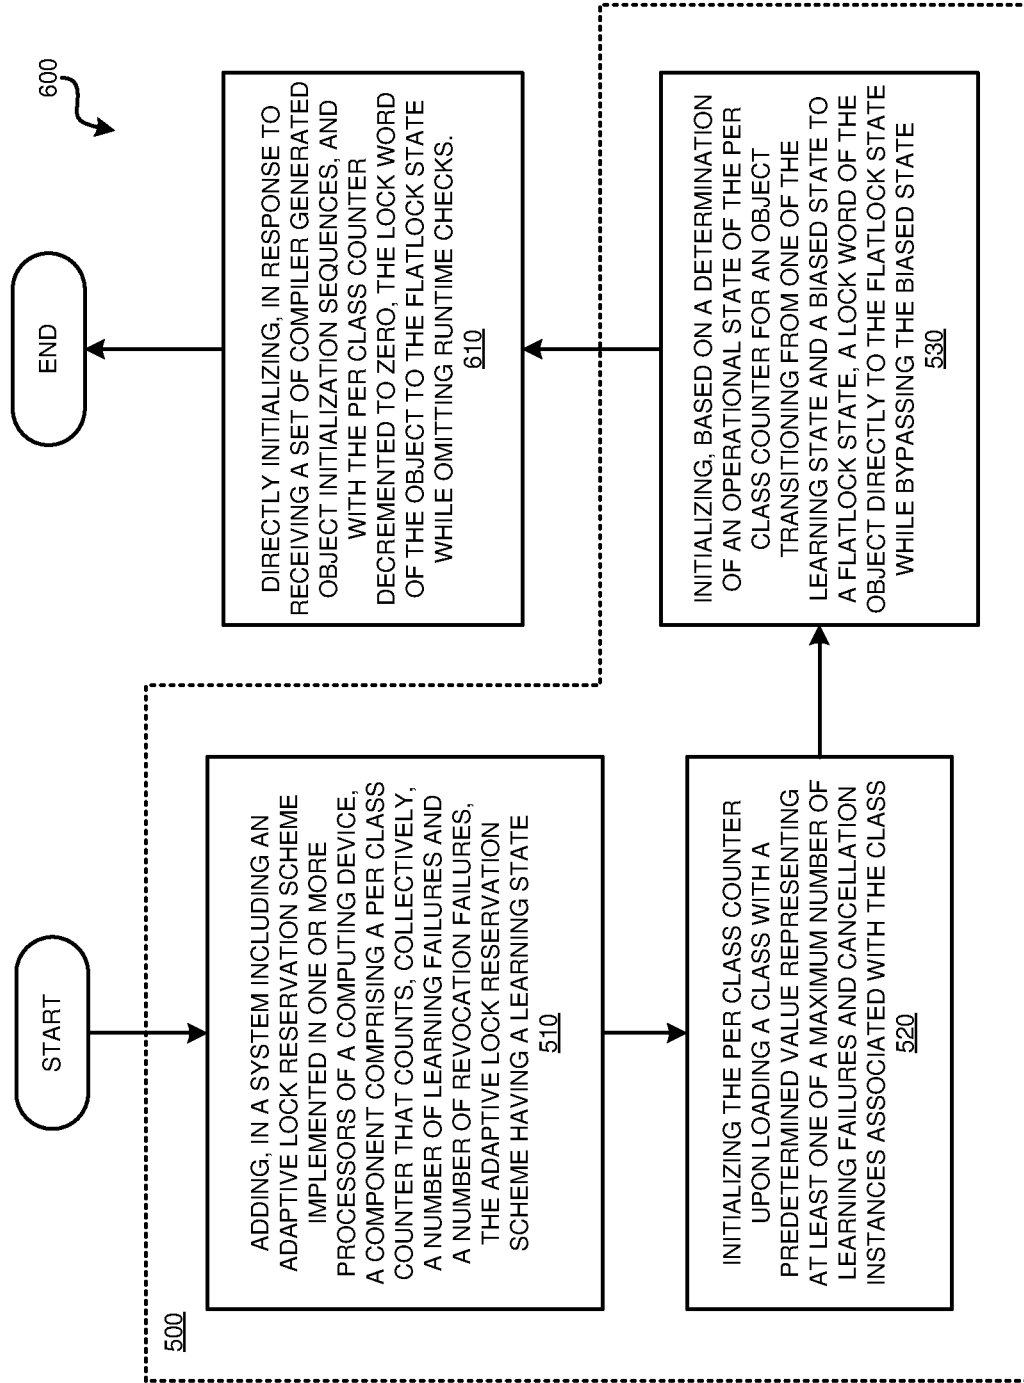 600
START
500
ADDING, IN A SYSTEM INCLUDING AN
ADAPTIVE LOCK RESERVATION SCHEME
IMPLEMENTED IN ONE OR MORE
PROCESSORS OF A COMPUTING DEVICE,
A COMPONENT COMPRISING A PER CLASS
COUNTER THAT COUNTS, COLLECTIVELY,
A NUMBER OF LEARNING FAILURES AND
A NUMBER OF REVOCATION FAILURES,
THE ADAPTIVE LOCK RESERVATION
SCHEME HAVING A LEARNING STATE
510
INITIALIZING THE PER CLASS COUNTER
UPON LOADING A CLASS WITH A
PREDETERMINED VALUE REPRESENTING
AT LEAST ONE OF A MAXIMUM NUMBER OF
LEARNING FAILURES AND CANCELLATION
INSTANCES ASSOCIATED WITH THE CLASS
520
INITIALIZING, BASED ON A DETERMINATION
OF AN OPERATIONAL STATE OF THE PER
CLASS COUNTER FOR AN OBJECT
TRANSITIONING FROM ONE OF THE
LEARNING STATE AND A BIASED STATE TO
A FLATLOCK STATE, A LOCK WORD OF THE
OBJECT DIRECTLY TO THE FLATLOCK STATE
WHILE BYPASSING THE BIASED STATE
530
DIRECTLY INITIALIZING, IN RESPONSE TO
RECEIVING A SET OF COMPILER GENERATED
OBJECT INITIALIZATION SEQUENCES, AND
WITH THE PER CLASS COUNTER
DECREMENTED TO ZERO, THE LOCK WORD
OF THE OBJECT TO THE FLATLOCK STATE
WHILE OMITTING RUNTIME CHECKS.
610
END